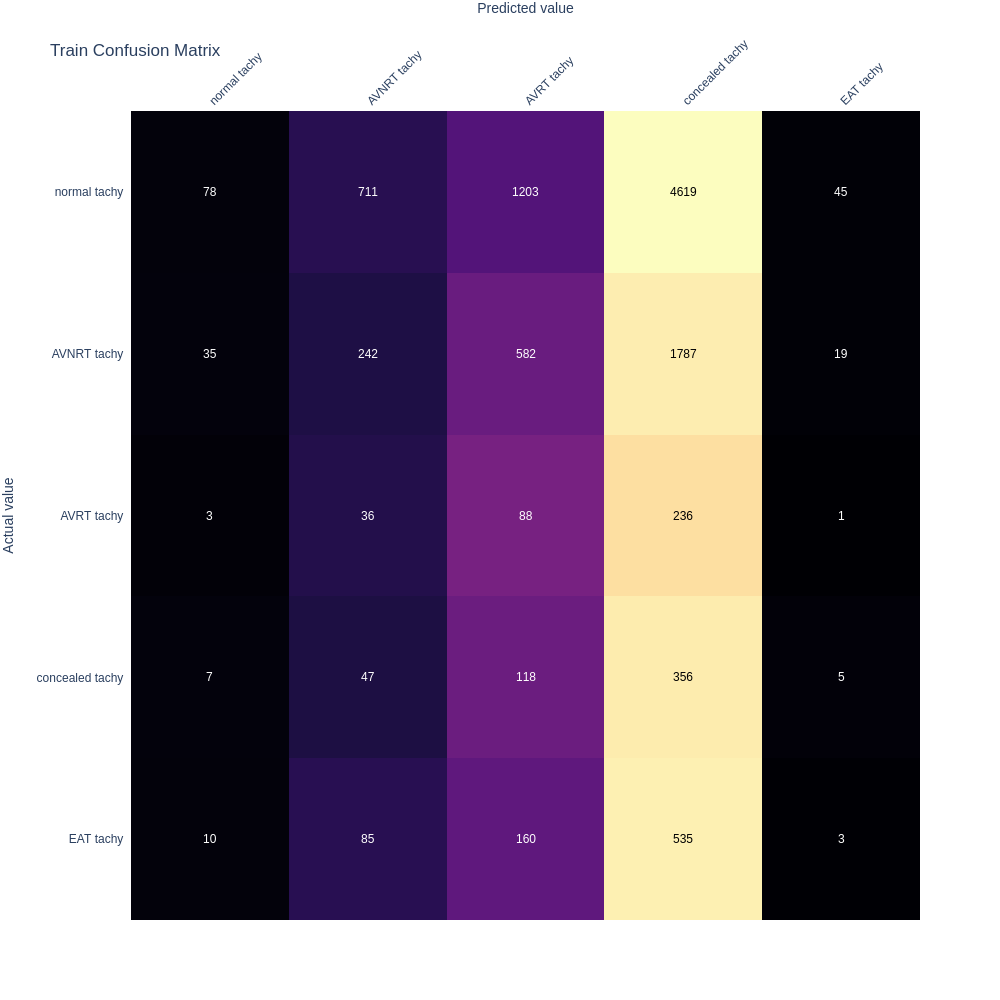 Predicted value
Train Confusion Matrix
normal tachy
AVNRT tachy
AVRT tachy
concealed tachy
EAT tachy
normal tachy 78 711 1203 4619 45
AVNRT tachy 35 242 582 1787 19
AVRT tachy 3 36 88 236 1
concealed tachy 7 47 118 356 5
EAT tachy 10 85 160 535 3
Actual value